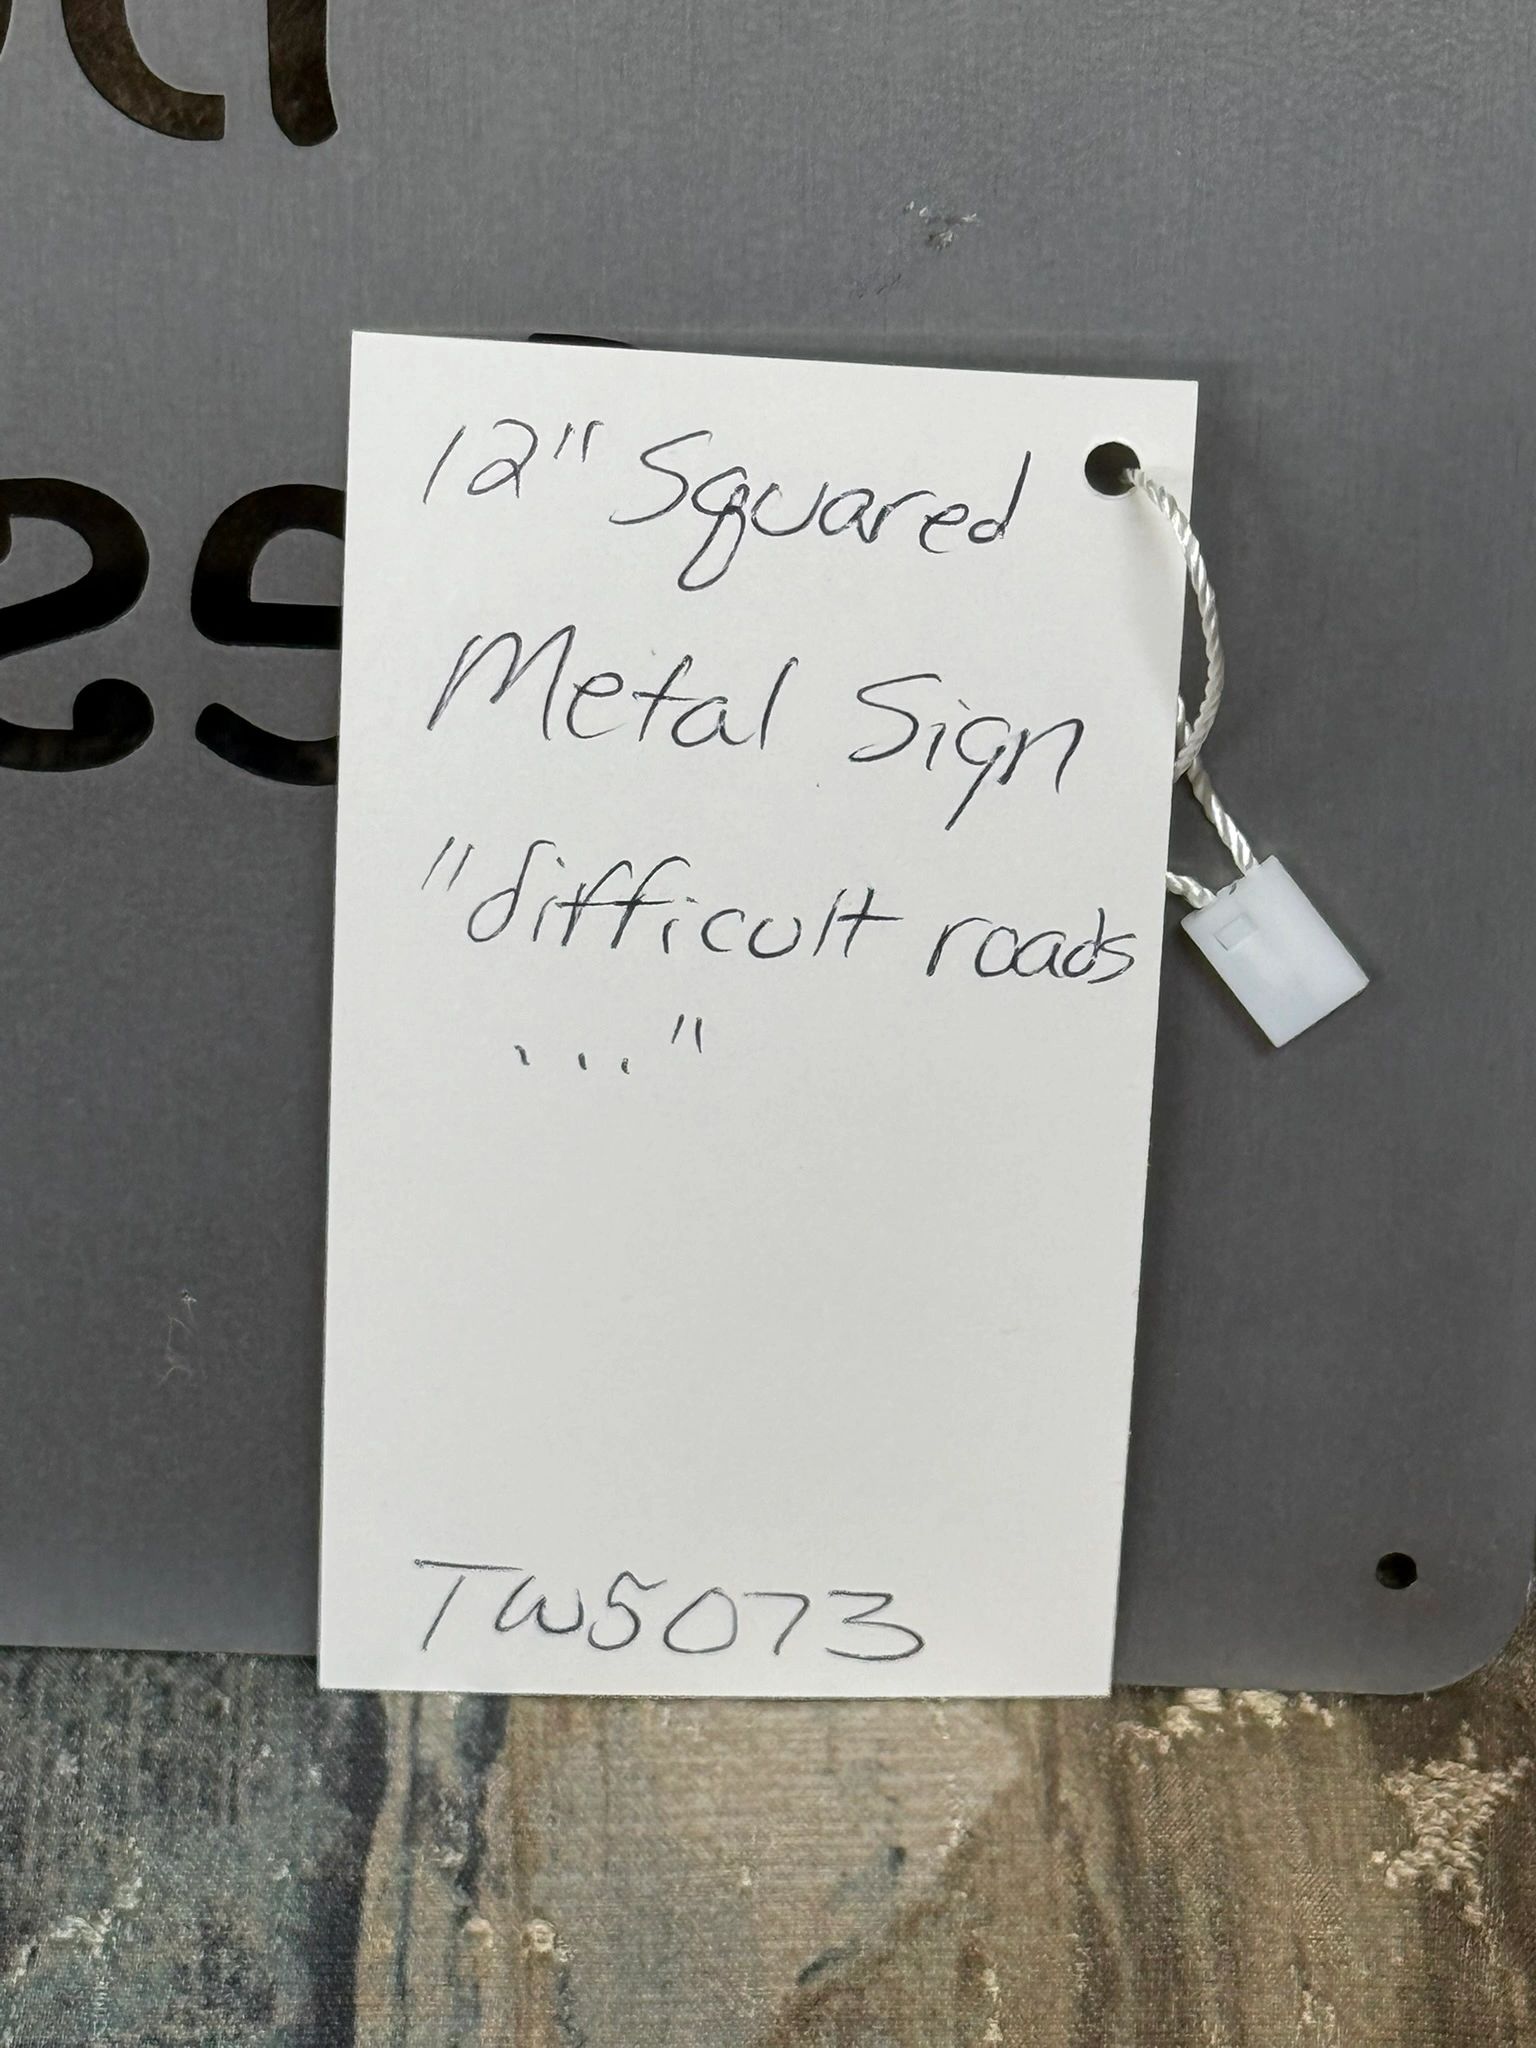 12" Squared
Metal Sign
"difficult roads
..."
TW5073